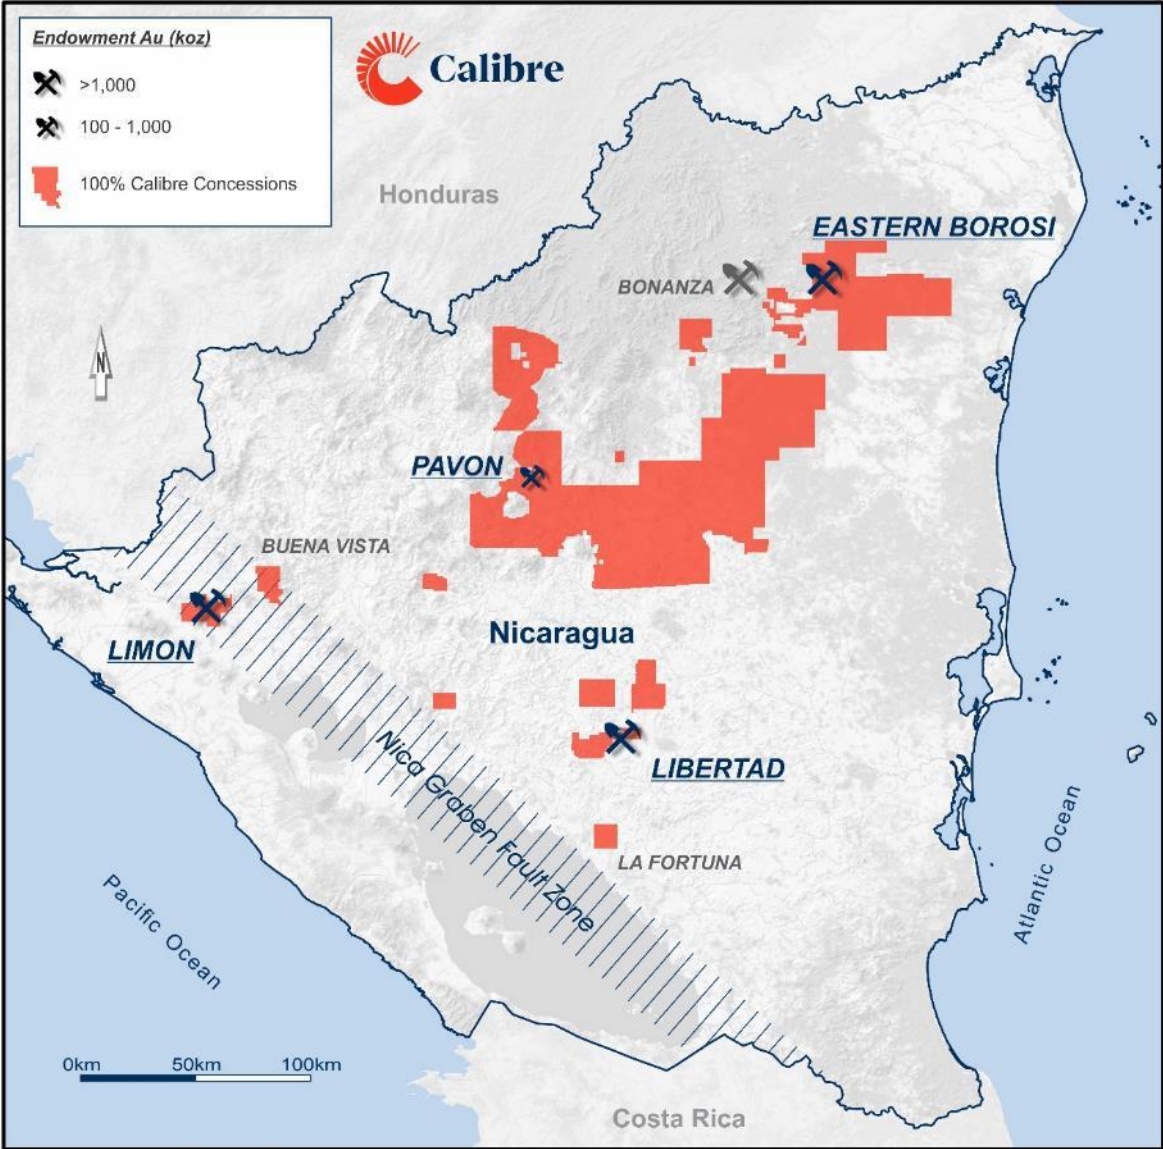 Endowment Au (koz)
>1,000
100 - 1,000
100% Calibre Concessions
Calibre
Honduras
EASTERN BOROSI
BONANZA
N
PAVON
BUENA VISTA
LIMON
Nicaragua
LIBERTAD
Nica Graben Fault Zone
LA FORTUNA
Pacific Ocean
Atlantic Ocean
0km 50km 100km
Costa Rica